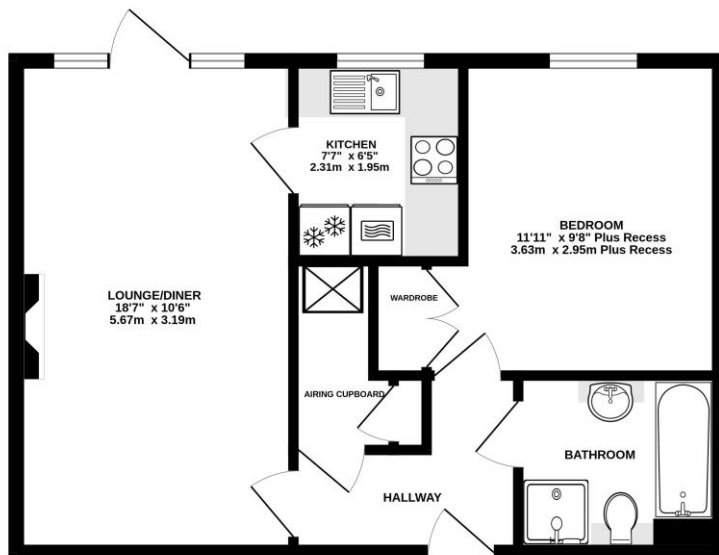 KITCHEN
7'7" x 6'5"
2.31m x 1.95m
BEDROOM
11'11" x 9'8" Plus Recess
3.63m x 2.95m Plus Recess
LOUNGE/DINER
18'7" x 10'6"
5.67m x 3.19m
WARDROBE
AIRING CUPBOARD
BATHROOM
HALLWAY